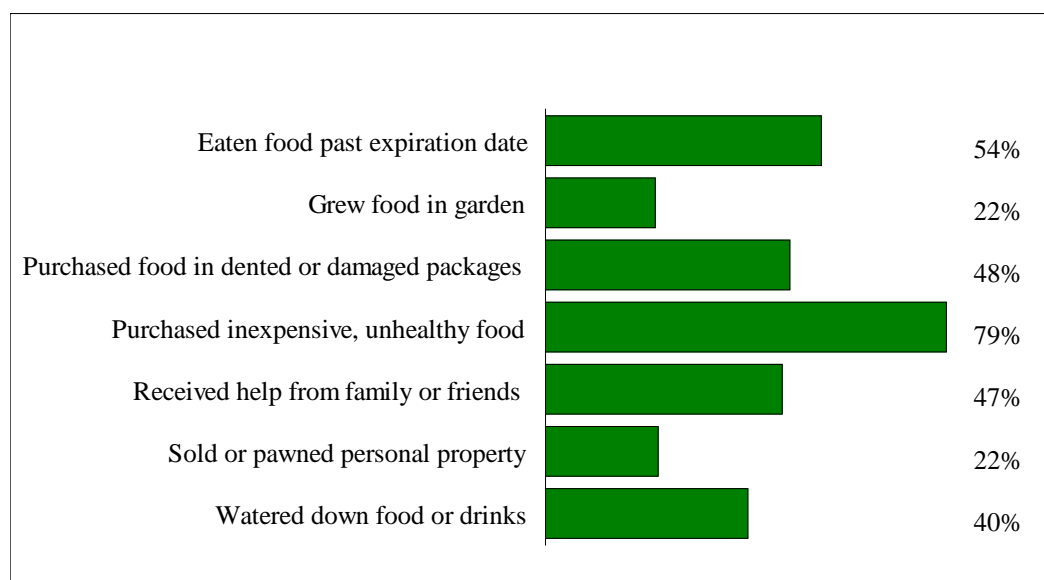 Eaten food past expiration date 54%
Grew food in garden 22%
Purchased food in dented or damaged packages 48%
Purchased inexpensive, unhealthy food 79%
Received help from family or friends 47%
Sold or pawned personal property 22%
Watered down food or drinks 40%